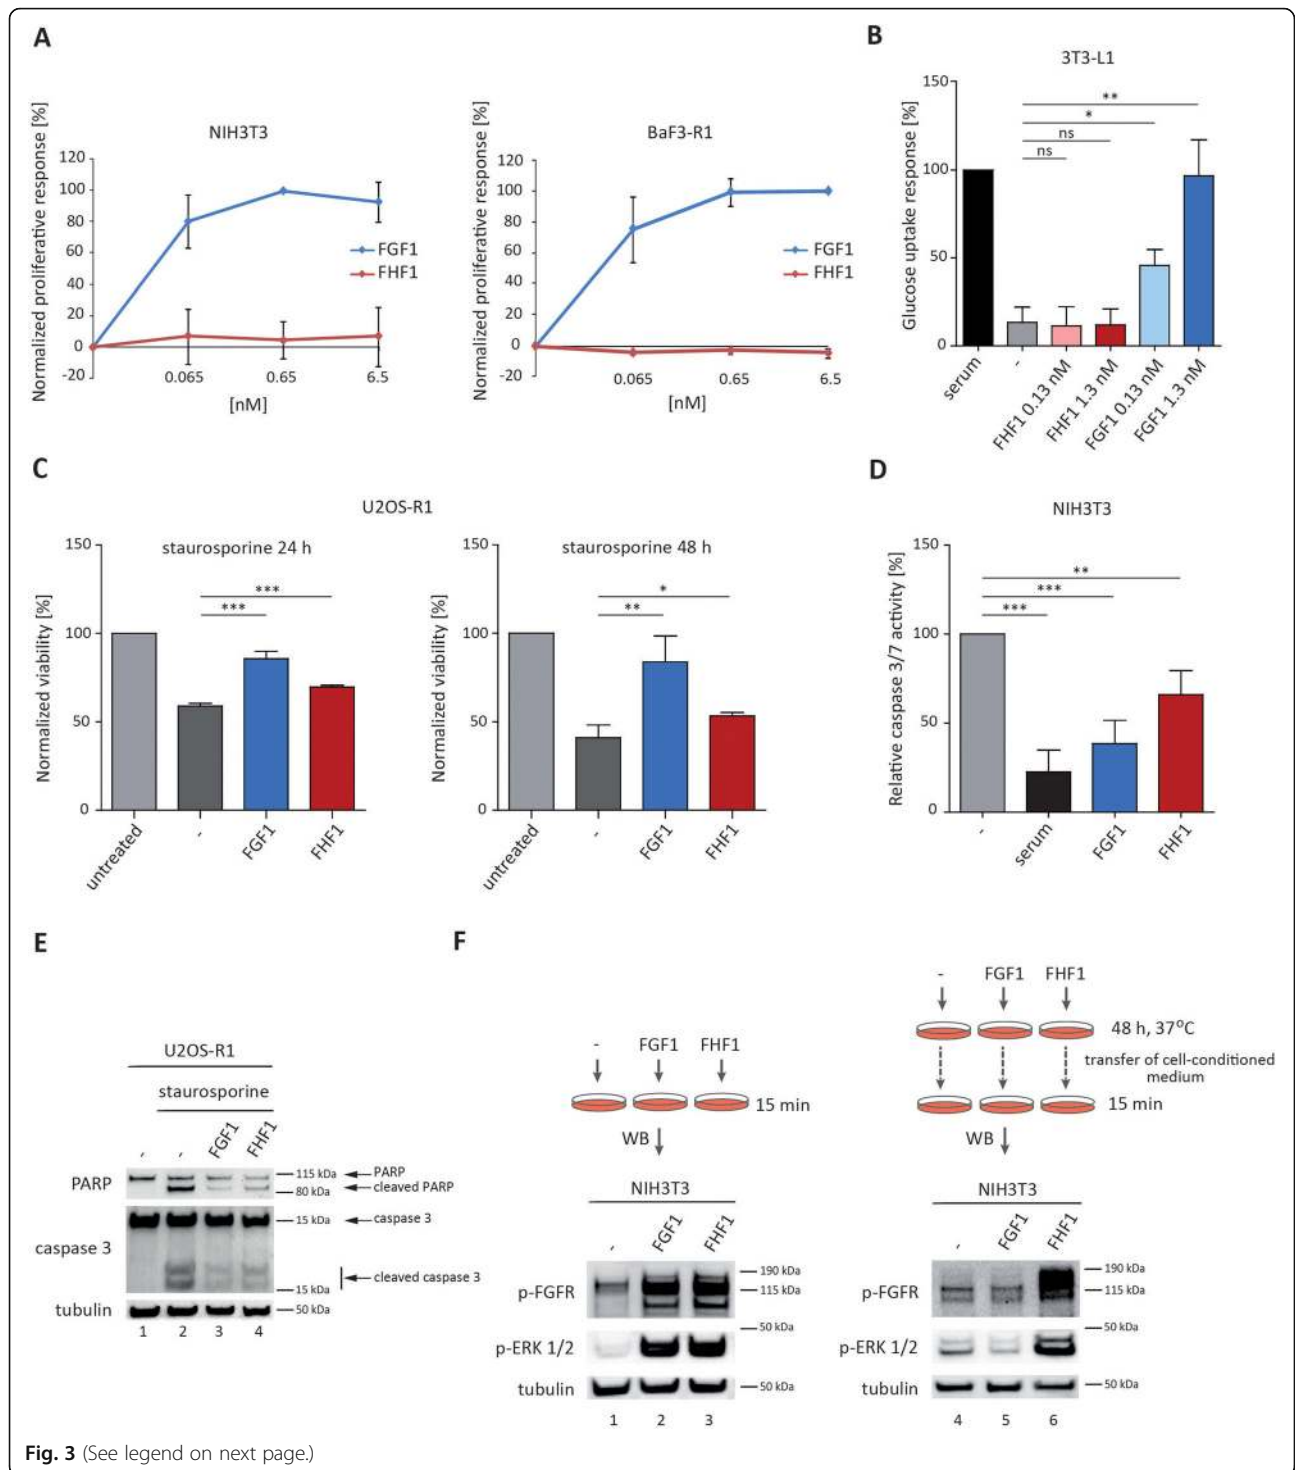 A
NIH3T3
Normalized proliferative response [%]
120
100
80
60
40
20
0
-20
0.065 0.65 6.5
[nM]
FGF1
FHF1
BaF3-R1
Normalized proliferative response [%]
120
100
80
60
40
20
0
-20
0.065 0.65 6.5
[nM]
FGF1
FHF1
B
3T3-L1
Glucose uptake response [%]
150
100
50
0
**
*
ns
ns
serum
-
FHF1 0.13 nM
FHF1 1.3 nM
FGF1 0.13 nM
FGF1 1.3 nM
C
U2OS-R1
staurosporine 24 h
Normalized viability [%]
150
100
50
0
***
***
untreated
-
FGF1
FHF1
staurosporine 48 h
Normalized viability [%]
150
100
50
0
*
**
untreated
-
FGF1
FHF1
D
NIH3T3
Relative caspase 3/7 activity [%]
150
100
50
0
**
***
***
-
serum
FGF1
FHF1
E
U2OS-R1
staurosporine
- - FGF1 FHF1
PARP
115 kDa PARP
80 kDa cleaved PARP
caspase 3
15 kDa caspase 3
cleaved caspase 3
15 kDa
tubulin 50 kDa
1 2 3 4
F
- FGF1 FHF1
15 min
WB
NIH3T3
- FGF1 FHF1
p-FGFR
190 kDa
115 kDa
p-ERK 1/2
50 kDa
tubulin 50 kDa
1 2 3
- FGF1 FHF1
48 h, 37°C
transfer of cell-conditioned
medium
15 min
WB
NIH3T3
- FGF1 FHF1
p-FGFR
190 kDa
115 kDa
p-ERK 1/2
50 kDa
tubulin 50 kDa
4 5 6
Fig. 3 (See legend on next page.)